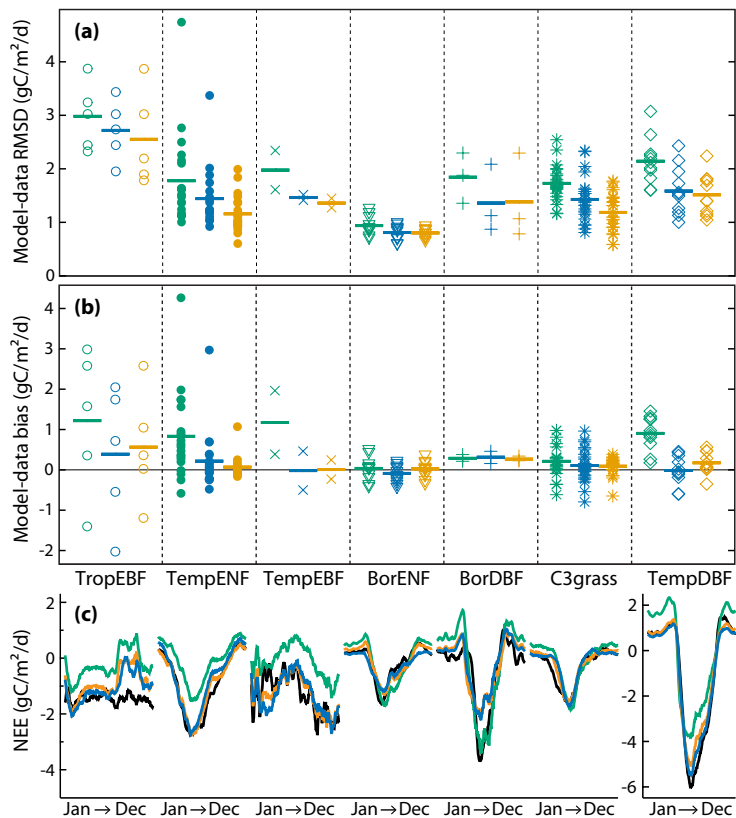 (a)
Model-data RMSD (gC/m²/d)
4
3
2
1
0
(b)
Model-data bias (gC/m²/d)
4
3
2
1
0
-1
-2
TropEBF TempENF TempEBF BorENF BorDBF C3grass TempDBF
(c)
NEE (gC/m²/d)
2
0
-2
-4
2
0
-2
-4
-6
Jan → Dec Jan → Dec Jan → Dec Jan → Dec Jan → Dec Jan → Dec Jan → Dec